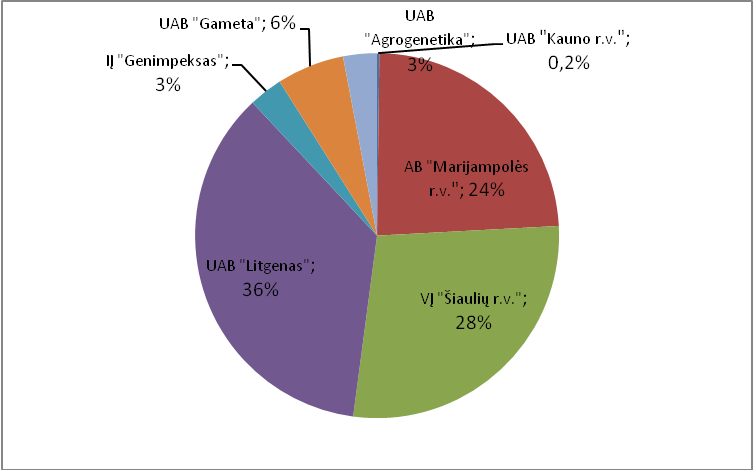 UAB "Gameta"; 6%
UAB
"Agrogenetika";
3%
UAB "Kauno r.v.";
0,2%
IĮ "Genimpeksas";
3%
AB "Marijampolės
r.v."; 24%
UAB "Litgenas";
36%
VĮ "Šiaulių r.v.";
28%